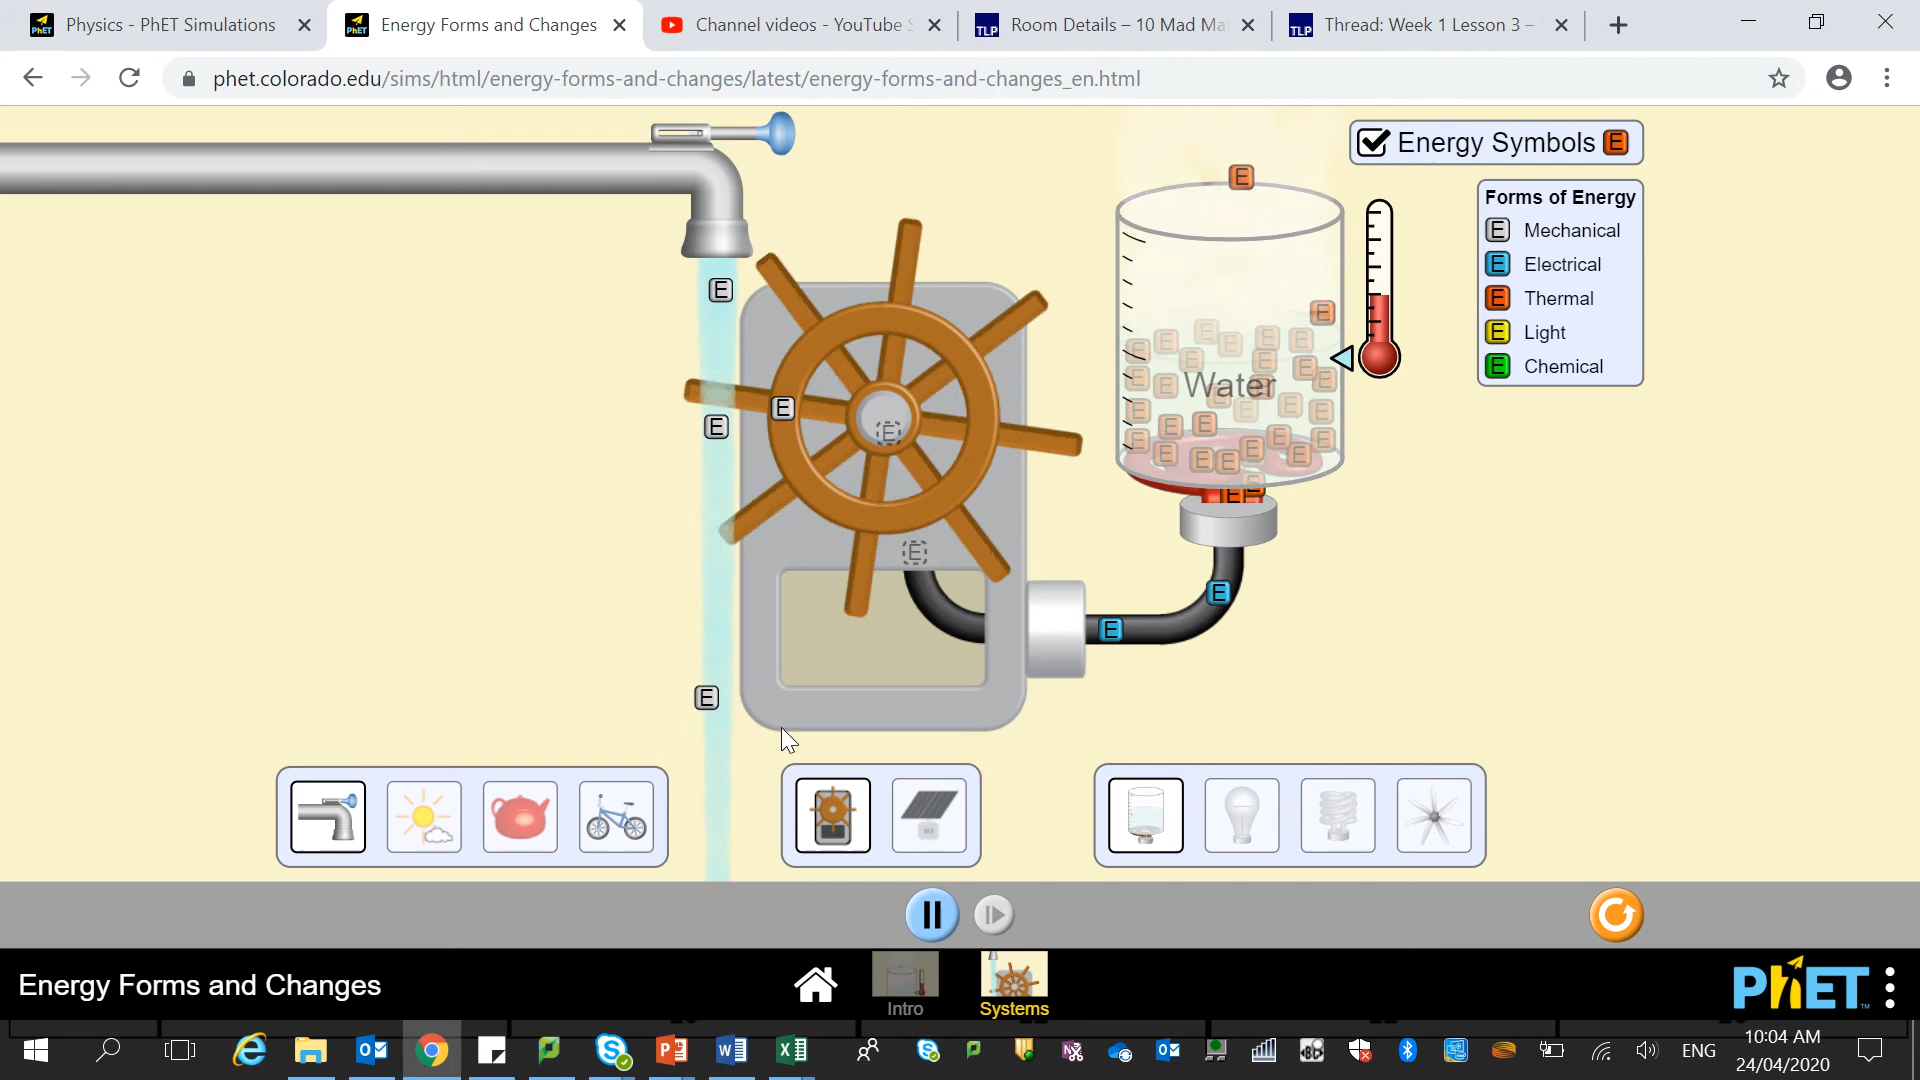 Physics - PhET Simulations
Energy Forms and Changes
Channel videos - YouTube S
Room Details – 10 Mad Ma
Thread: Week 1 Lesson 3 –
phet.colorado.edu/sims/html/energy-forms-and-changes/latest/energy-forms-and-changes_en.html
Energy Symbols E
Forms of Energy
E Mechanical
E Electrical
E Thermal
E Light
E Chemical
Water
Energy Forms and Changes
Intro
Systems
PhET
ENG
10:04 AM
24/04/2020